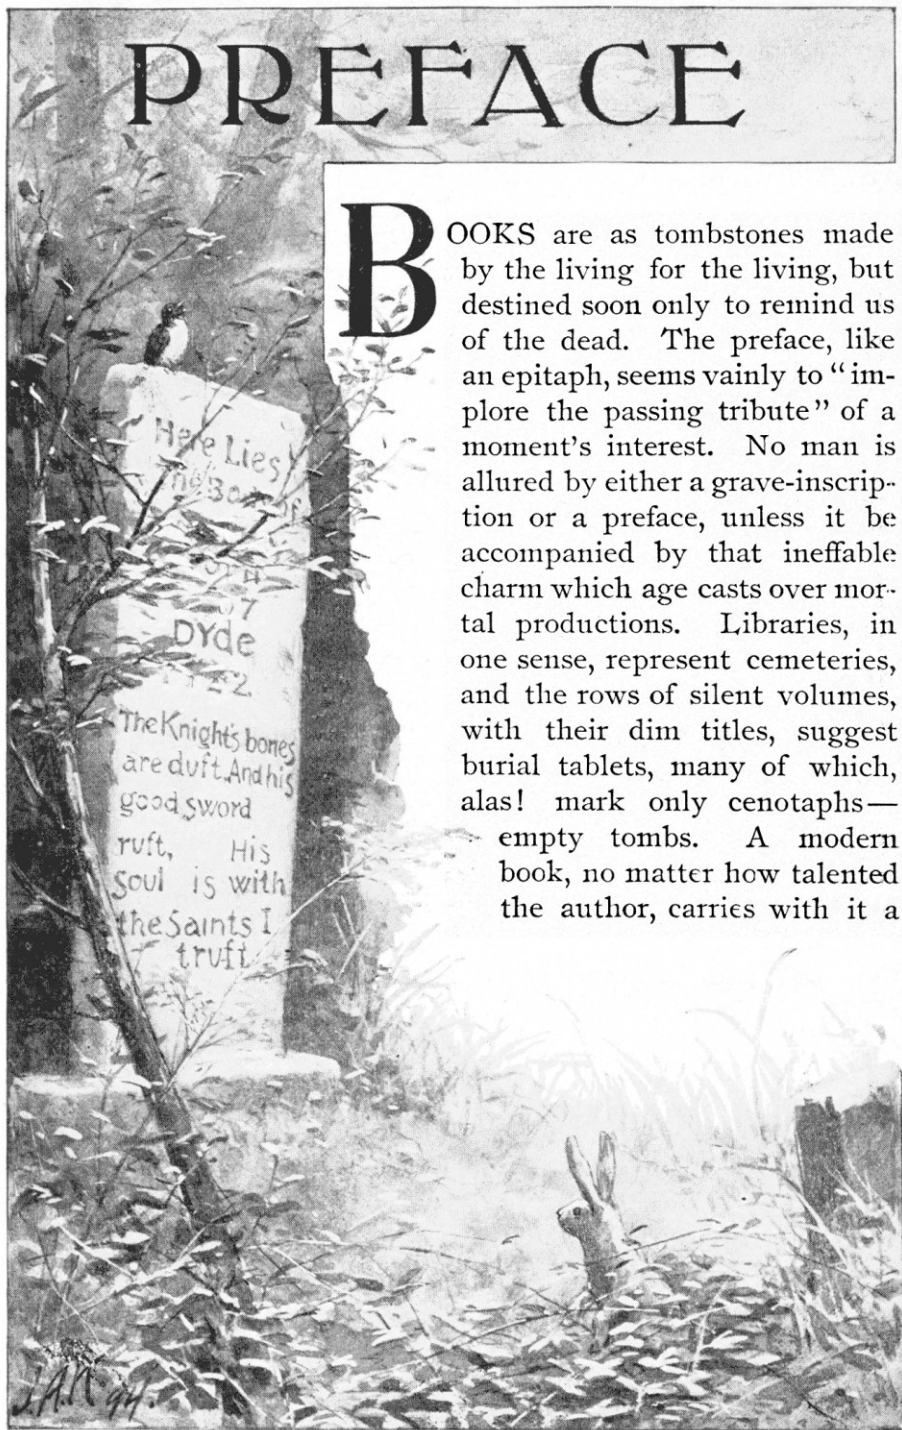 PREFACE
BOOKS are as tombstones made
by the living for the living, but
destined soon only to remind us
of the dead. The preface, like
an epitaph, seems vainly to “im-
plore the passing tribute” of a
moment's interest. No man is
allured by either a grave-inscrip-
tion or a preface, unless it be
accompanied by that ineffable
charm which age casts over mor-
tal productions. Libraries, in
one sense, represent cemeteries,
and the rows of silent volumes,
with their dim titles, suggest
burial tablets, many of which,
alas! mark only cenotaphs—
empty tombs. A modern
book, no matter how talented
the author, carries with it a
Here Lies
7
DYde
2
The Knight's bones
are duft. And his
good sword
ruft, His
Soul is with
the Saints I
truft
J.A.K '94.